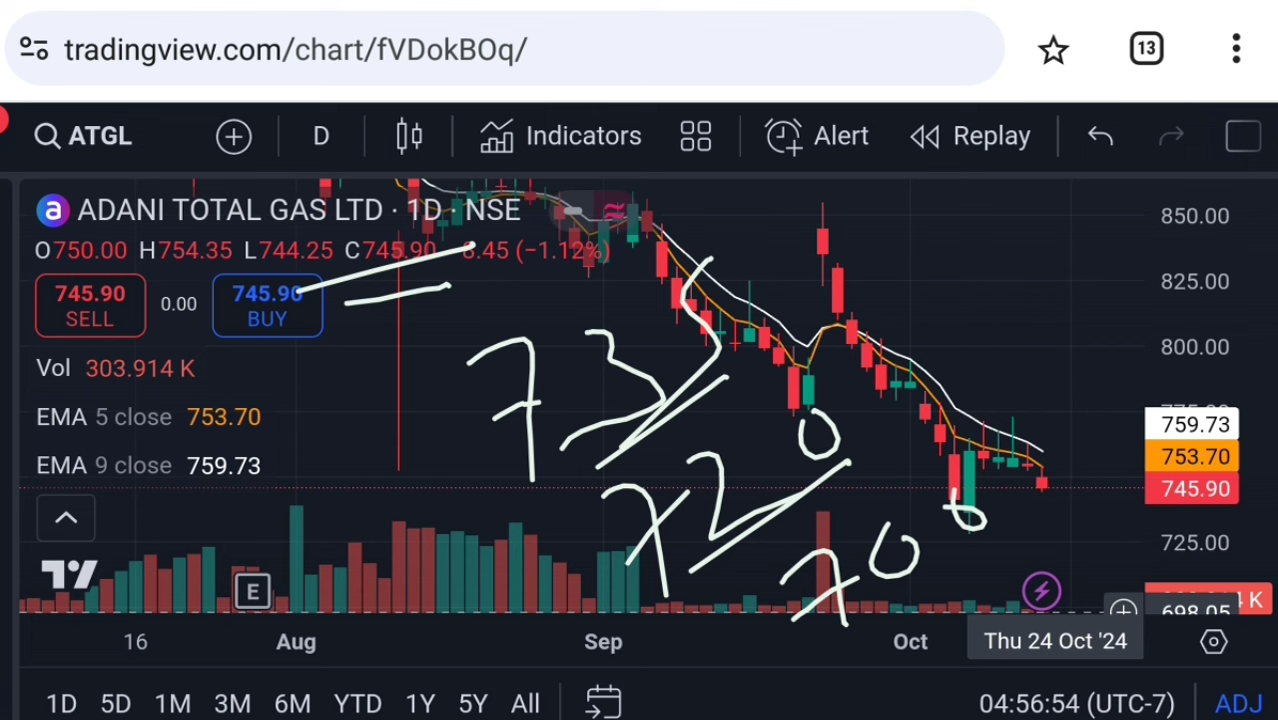 tradingview.com/chart/fVDokBOq/
13
ATGL D Indicators Alert Replay
a ADANI TOTAL GAS LTD · 1D · NSE
O750.00 H754.35 L744.25 C745.90 −8.45 (−1.12%)
745.90 SELL
0.00
745.90 BUY
Vol 303.914 K
EMA 5 close 753.70
EMA 9 close 759.73
850.00
825.00
800.00
759.73
753.70
745.90
725.00
698.05
735
720
700
E
16 Aug Sep Oct Thu 24 Oct '24
1D 5D 1M 3M 6M YTD 1Y 5Y All 04:56:54 (UTC-7) ADJ